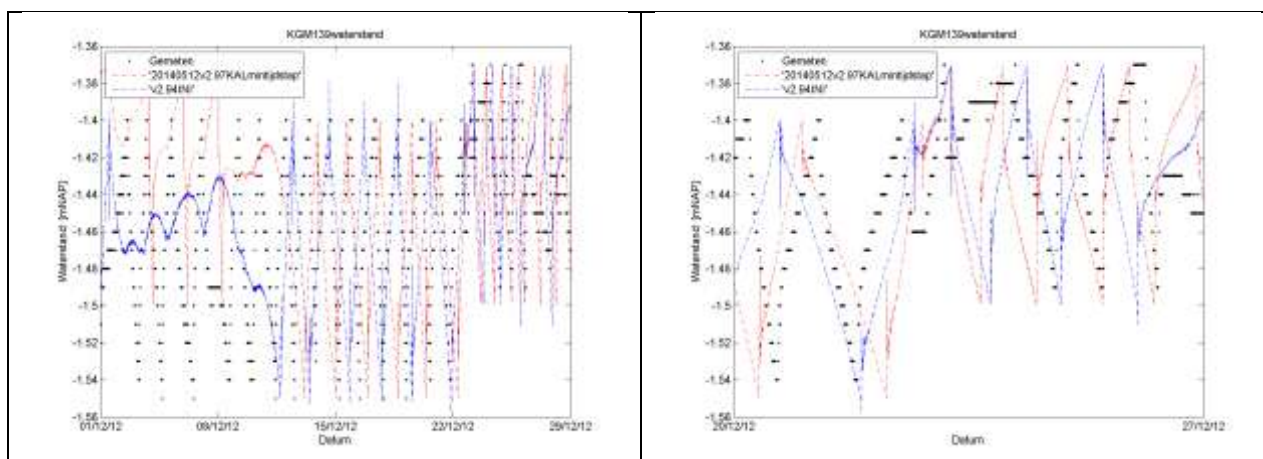 KGM139waterstand
-1.36
-1.38
-1.4
-1.42
-1.44
-1.46
-1.48
-1.5
-1.52
-1.54
-1.56
Waterstand [mNAP]
Gemeten
'20140512v2.97KALmintijdstap'
'v2.94INI'
01/12/12
08/12/12
15/12/12
22/12/12
29/12/12
Datum
KGM139waterstand
-1.36
-1.38
-1.4
-1.42
-1.44
-1.46
-1.48
-1.5
-1.52
-1.54
-1.56
Waterstand [mNAP]
Gemeten
'20140512v2.97KALmintijdstap'
'v2.94INI'
20/12/12
27/12/12
Datum